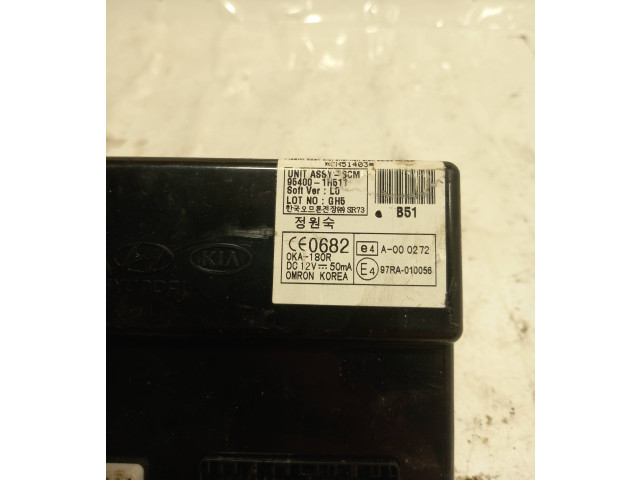 UNIT ASSY-BCM
95400-1H511
Soft Ver : L0
LOT NO : GH5
한국오므론전장㈜ SR73
B51
정원숙
CE0682
e4 A-00 0272
OKA-180R
DC 12V 50mA
E4 97RA-010056
OMRON KOREA
KIA